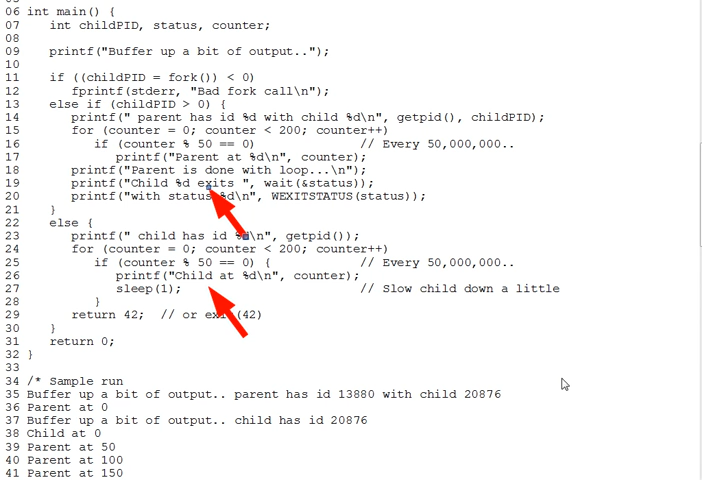 06 int main() {
07    int childPID, status, counter;
08
09    printf("Buffer up a bit of output..");
10
11    if ((childPID = fork()) < 0)
12       fprintf(stderr, "Bad fork call\n");
13    else if (childPID > 0) {
14       printf(" parent has id %d with child %d\n", getpid(), childPID);
15       for (counter = 0; counter < 200; counter++)
16          if (counter % 50 == 0)              // Every 50,000,000..
17             printf("Parent at %d\n", counter);
18       printf("Parent is done with loop...\n");
19       printf("Child %d exits ", wait(&status));
20       printf("with status %d\n", WEXITSTATUS(status));
21    }
22    else {
23       printf(" child has id %d\n", getpid());
24       for (counter = 0; counter < 200; counter++)
25          if (counter % 50 == 0) {            // Every 50,000,000..
26             printf("Child at %d\n", counter);
27             sleep(1);                        // Slow child down a little
28          }
29       return 42;  // or exit(42)
30    }
31    return 0;
32 }
33
34 /* Sample run
35 Buffer up a bit of output.. parent has id 13880 with child 20876
36 Parent at 0
37 Buffer up a bit of output.. child has id 20876
38 Child at 0
39 Parent at 50
40 Parent at 100
41 Parent at 150